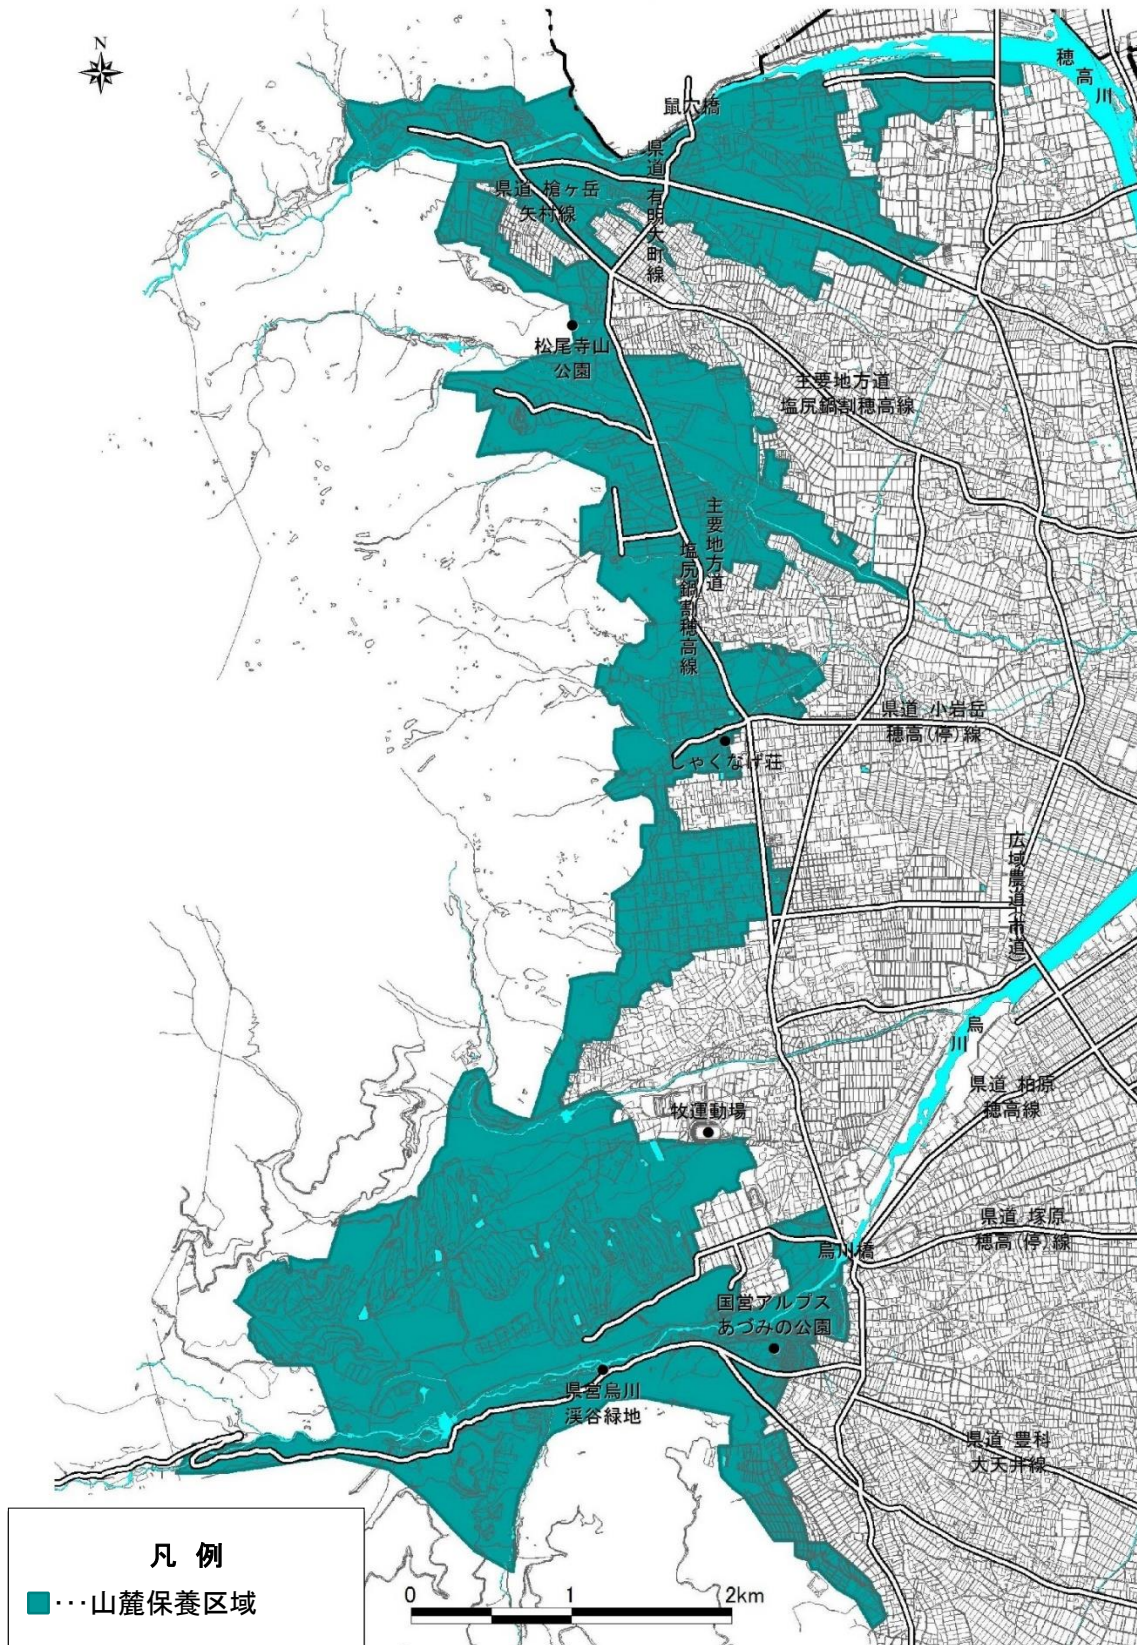 N
穂高川
鼠穴橋
県道 有明大町線
県道 槍ヶ岳
矢村線
松尾寺山
公園
主要地方道
塩尻鍋割穂高線
主要地方道
塩尻鍋割穂高線
県道 小岩岳
穂高(停)線
しゃくなげ荘
広域農道(市道)
烏川
県道 柏原
穂高線
牧運動場
県道 塚原
穂高(停)線
烏川橋
国営アルプス
あづみの公園
県営烏川
渓谷緑地
県道 豊科
大天井線
凡 例
･･･山麓保養区域
0 1 2km